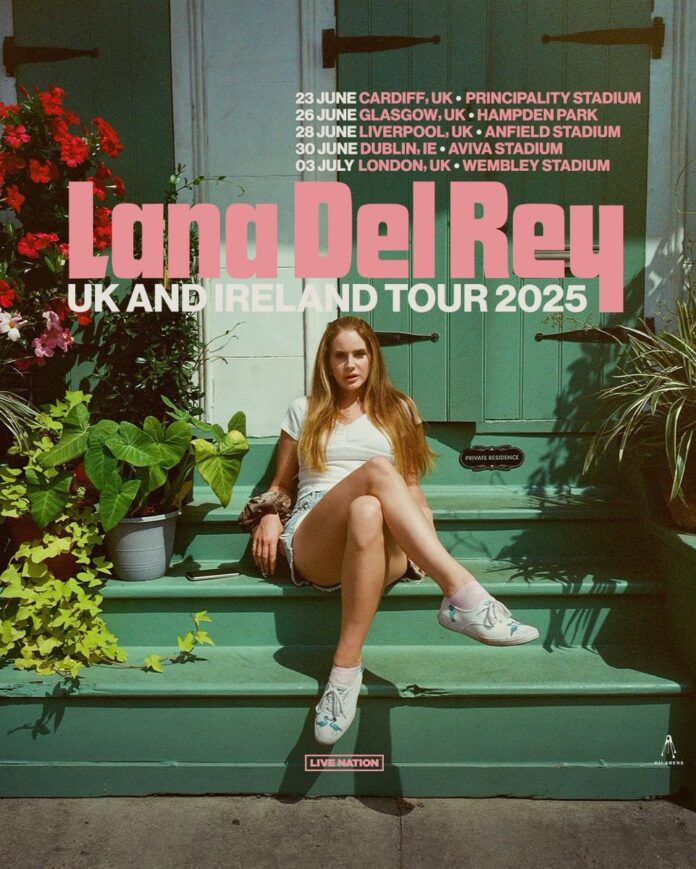 23 JUNE CARDIFF, UK • PRINCIPALITY STADIUM
26 JUNE GLASGOW, UK • HAMPDEN PARK
28 JUNE LIVERPOOL, UK • ANFIELD STADIUM
30 JUNE DUBLIN, IE • AVIVA STADIUM
03 JULY LONDON, UK • WEMBLEY STADIUM
Lana Del Rey
UK AND IRELAND TOUR 2025
PRIVATE RESIDENCE
LIVE NATION